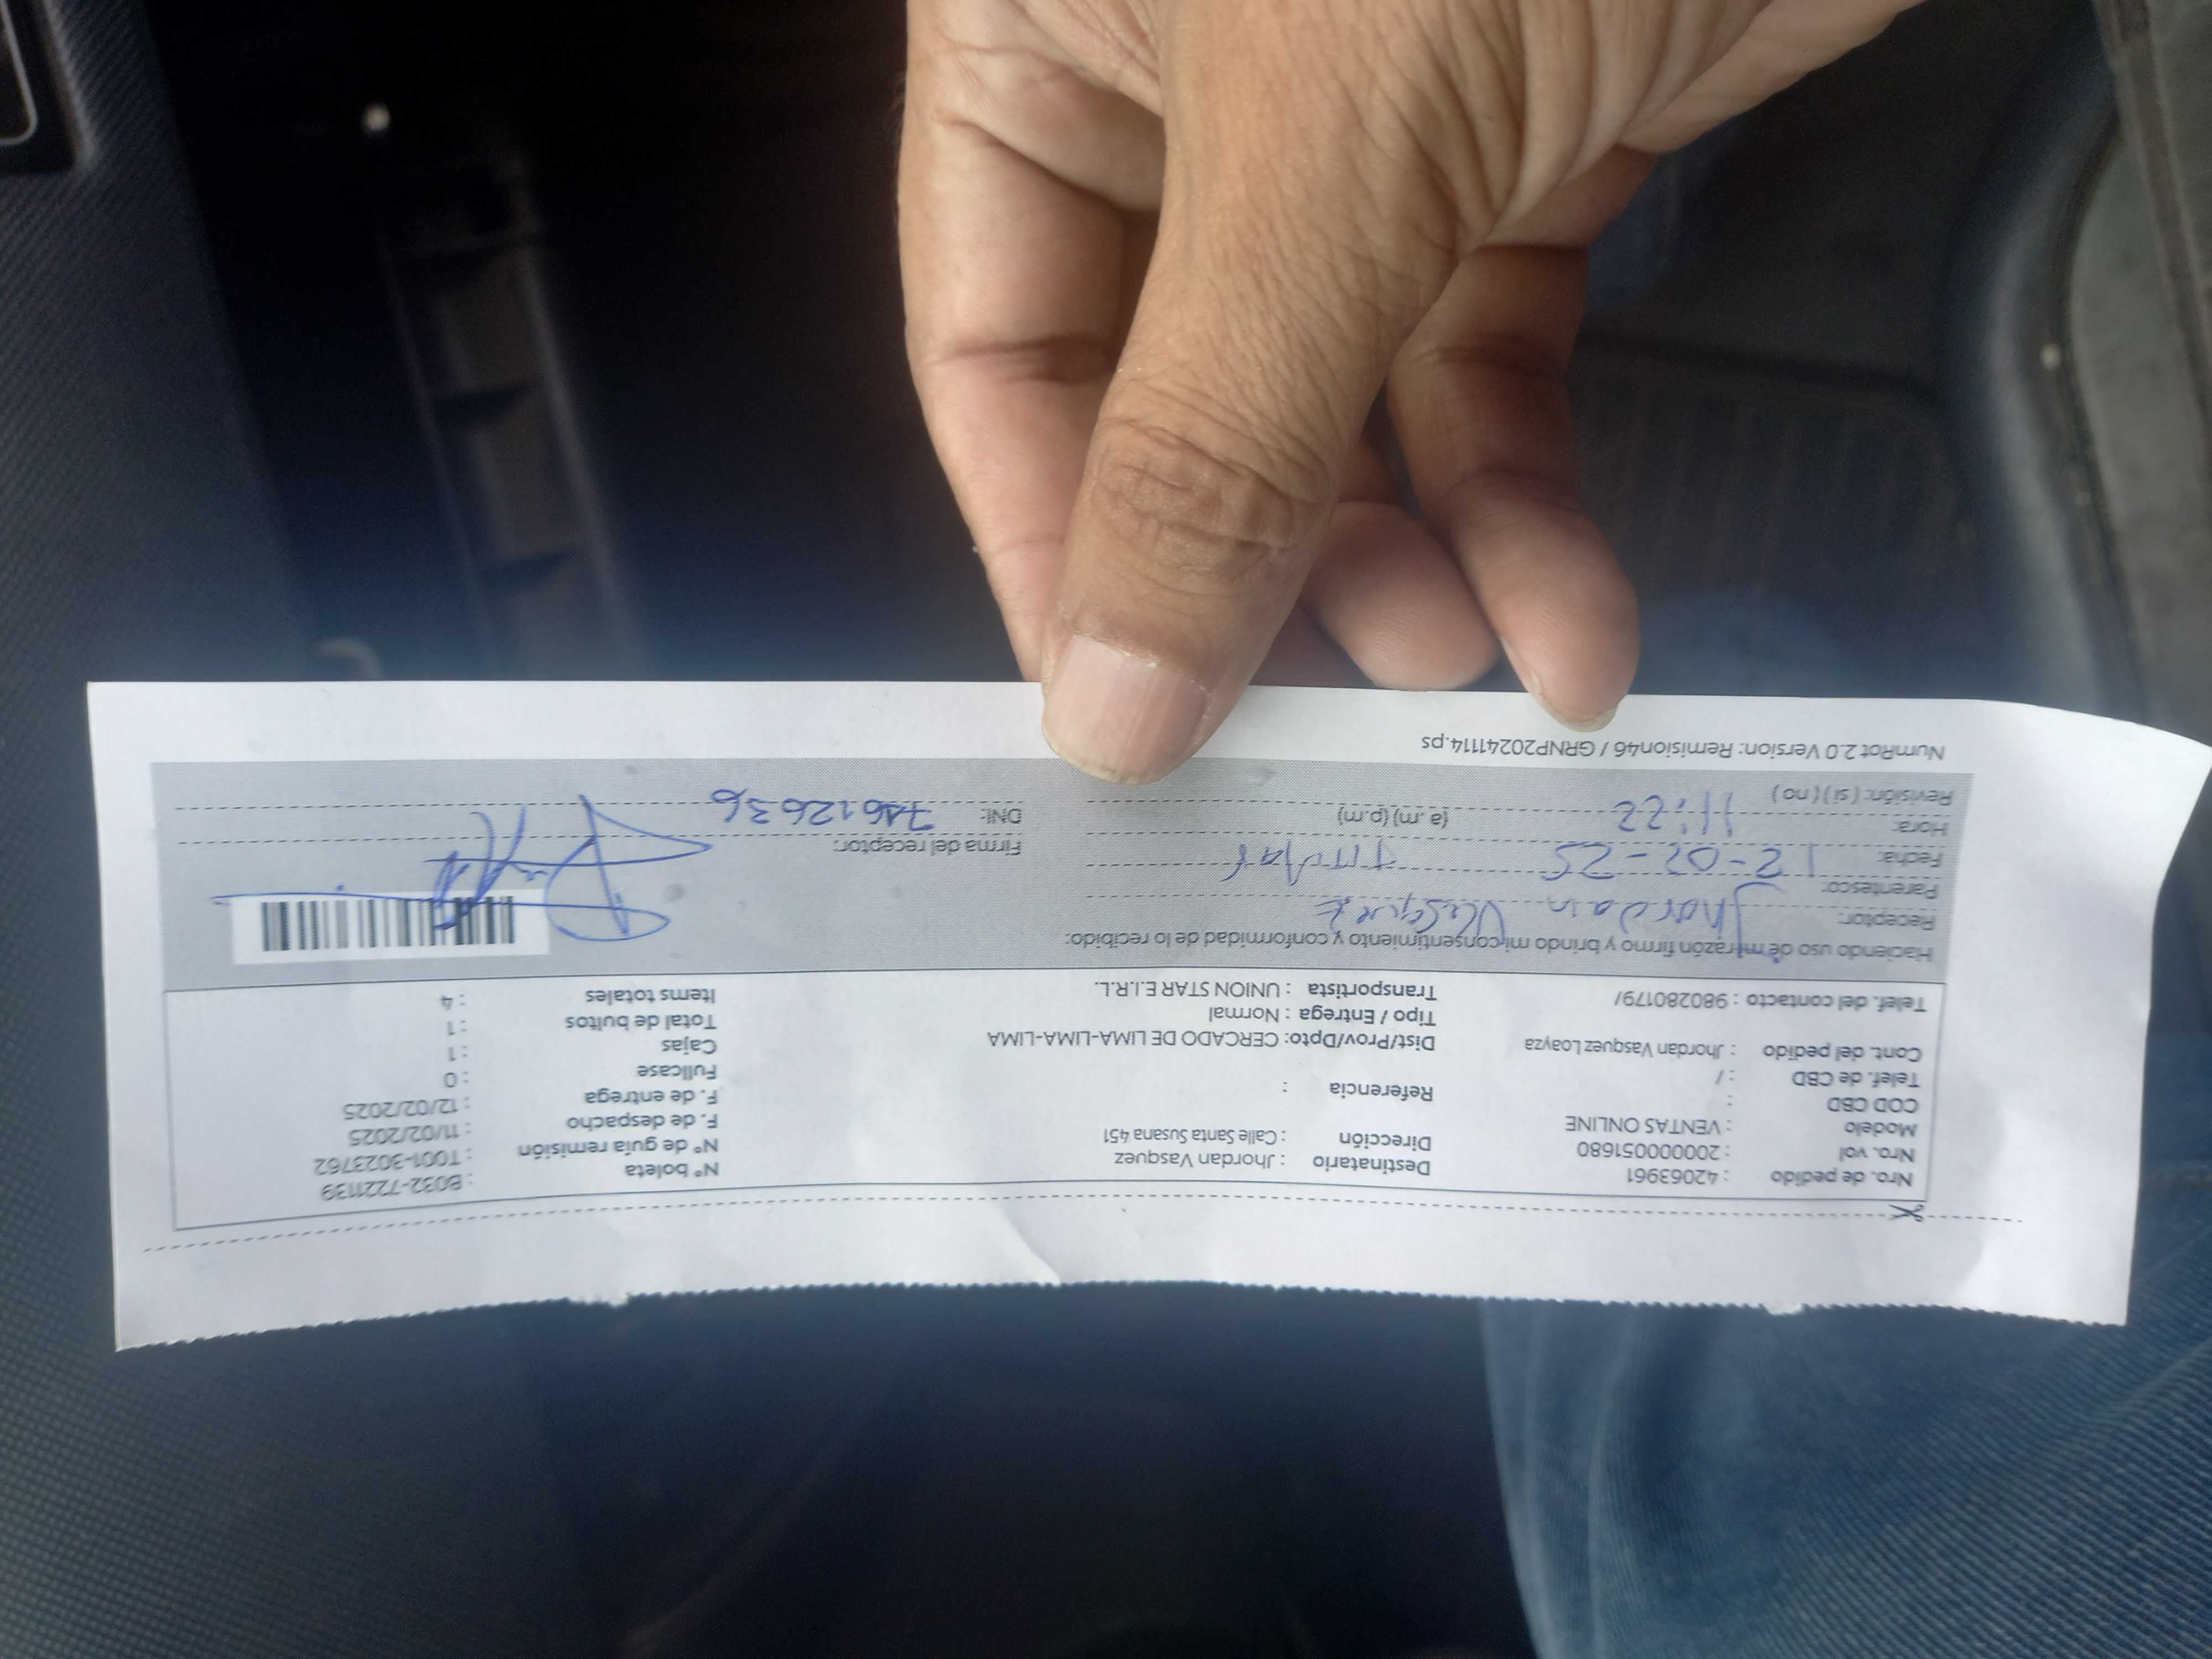 Nro. de pedido : 42063961 Destinatario : Jhordan Vasquez N° boleta : B032-7221139
Nro. vol : 20000051680 Dirección : Calle Santa Susana 451 N° de guía remisión : T001-3023762
Modelo : VENTAS ONLINE F. de despacho : 11/02/2025
COD CBD : Referencia : F. de entrega : 12/02/2025
Telef. de CBD : / Fullcase : 0
Cont. del pedido : Jhordan Vasquez Loayza Dist/Prov/Dpto: CERCADO DE LIMA-LIMA-LIMA Cajas : 1
Tipo / Entrega : Normal Total de bultos : 1
Telef. del contacto : 980280179/ Transportista : UNION STAR E.I.R.L. Items totales : 4
Haciendo uso de mi razón firmo y brindo mi consentimiento y conformidad de lo recibido:
Receptor: Jhordan Vasquez
Parentesco: titular
Fecha: 12-02-25 Firma del receptor:
Hora: 11:22 (a.m) (p.m) DNI: 74612636
Revisión: (si) (no)
NumRot 2.0 Version: Remision46 / GRNP20241114.ps